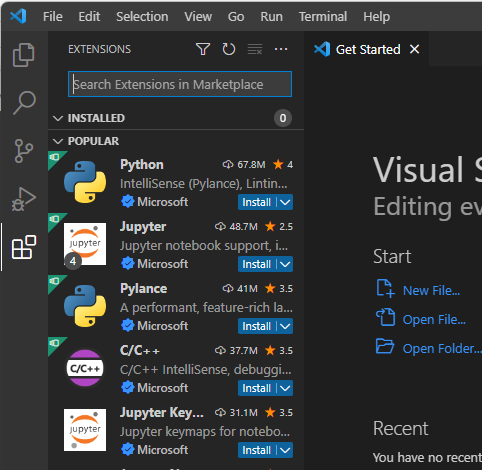 File Edit Selection View Go Run Terminal Help
EXTENSIONS
Get Started
Search Extensions in Marketplace
INSTALLED 0
POPULAR
Python 67.8M 4
IntelliSense (Pylance), Lintin...
Microsoft Install
jupyter
4
Jupyter 48.7M 2.5
Jupyter notebook support, i...
Microsoft Install
Pylance 41M 3.5
A performant, feature-rich la...
Microsoft Install
C/C++
C/C++ 37.7M 3.5
C/C++ IntelliSense, debuggi...
Microsoft Install
jupyter
Jupyter Key... 31.1M 3.5
Jupyter keymaps for notebo...
Microsoft Install
Visual S
Editing ev
Start
New File...
Open File...
Open Folder...
Recent
You have no recent